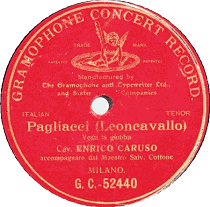 GRAMOPHONE CONCERT RECORD
TRADE MARK
Manufactured by
The Gramophone and Typewriter Ltd.
and Sister Companies
ITALIAN TENOR
Pagliacci (Leoncavallo)
Vesti la giubba
Cav. ENRICO CARUSO
accompagnato dal Maestro Salv. Cottone
MILANO.
G. C.-52440